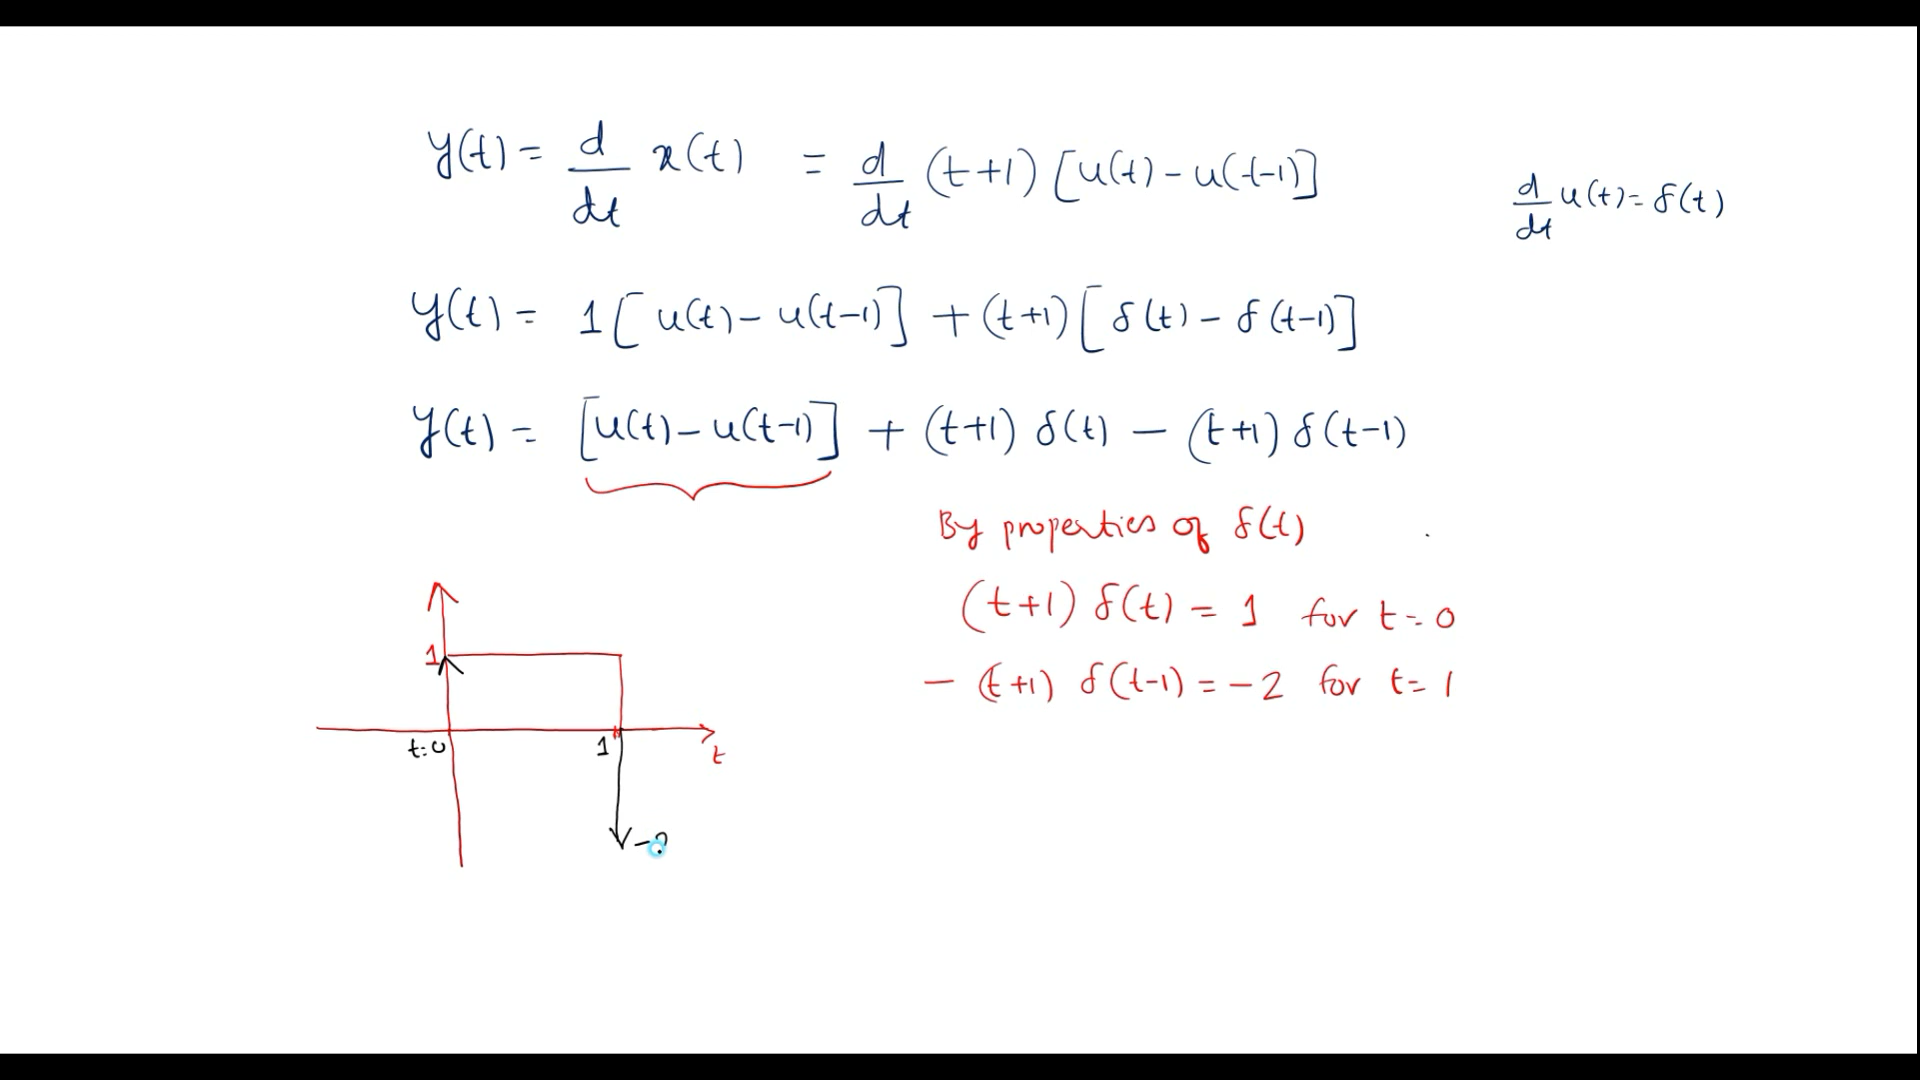 y(t) = d/dt x(t) = d/dt (t+1) [u(t) - u(t-1)]
d/dt u(t) = δ(t)
y(t) = 1 [u(t) - u(t-1)] + (t+1) [δ(t) - δ(t-1)]
y(t) = [u(t) - u(t-1)] + (t+1) δ(t) - (t+1) δ(t-1)
By properties of δ(t)
(t+1) δ(t) = 1 for t = 0
- (t+1) δ(t-1) = -2 for t = 1
1
t=0
1
t